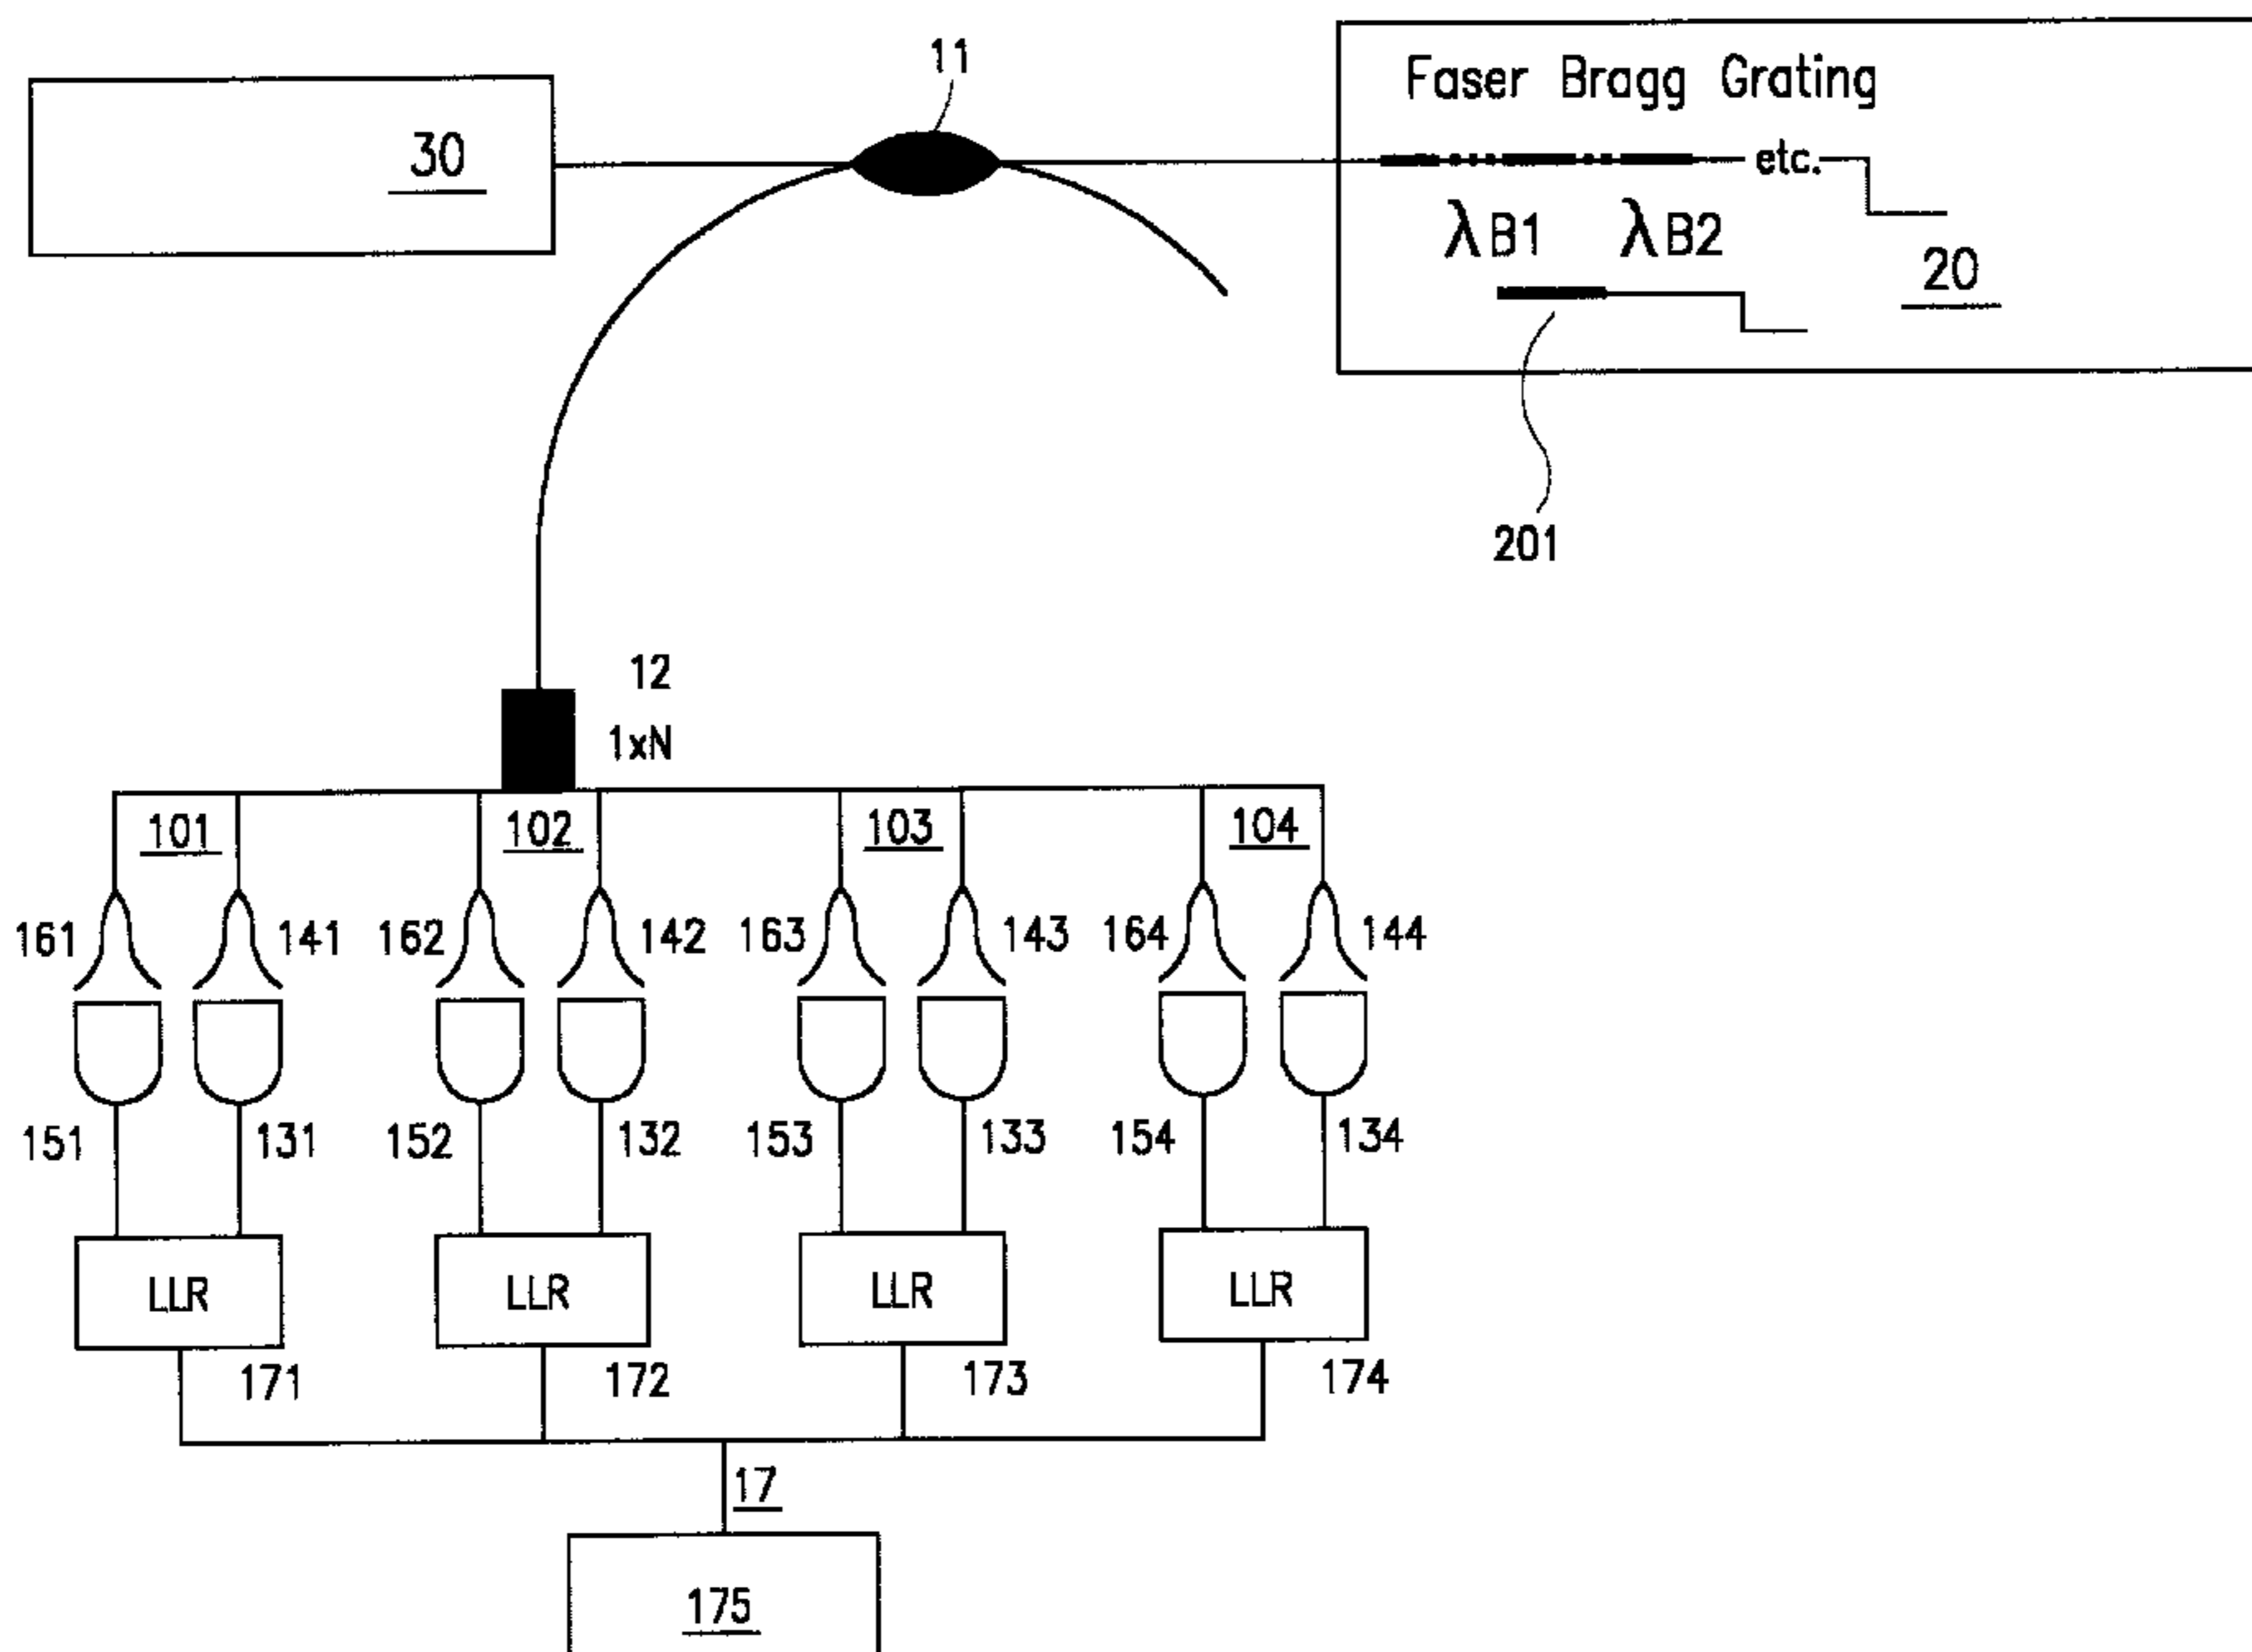 11
30
Faser Bragg Grating
etc.
λB1 λB2
20
201
12
1xN
101 102 103 104
161 141 162 142 163 143 164 144
151 131 152 132 153 133 154 134
LLR LLR LLR LLR
171 172 173 174
17
175